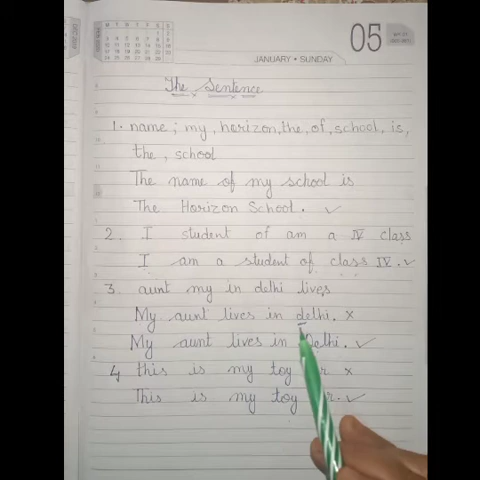 05
JANUARY • SUNDAY
The Sentence
1. name; my, horizon, the, of, school, is,
the, school
The name of my school is
The Horizon School. ✓
2. I student of am a IV class
I am a student of class IV. ✓
3. aunt my in delhi lives
My aunt lives in delhi. ×
My aunt lives in Delhi. ✓
4 this is my toy ×
This is my toy ✓